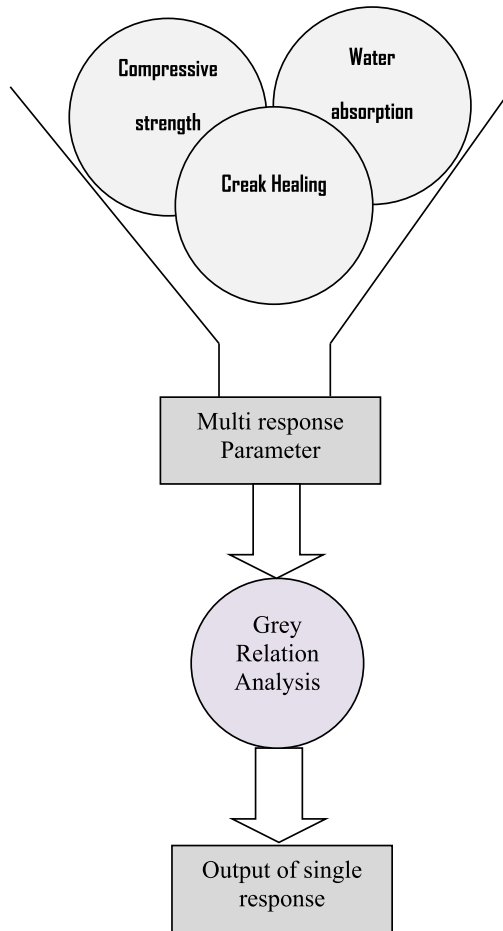 Compressive
strength
Water
absorption
Creak Healing
Multi response
Parameter
Grey
Relation
Analysis
Output of single
response